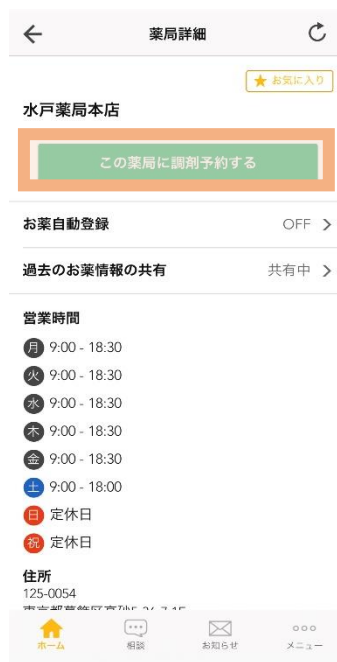 薬局詳細
お気に入り
水戸薬局本店
この薬局に調剤予約する
お薬自動登録 OFF
過去のお薬情報の共有 共有中
営業時間
月 9:00 - 18:30
火 9:00 - 18:30
水 9:00 - 18:30
木 9:00 - 18:30
金 9:00 - 18:30
土 9:00 - 18:00
日 定休日
祝 定休日
住所
125-0054
ホーム 相談 お知らせ メニュー